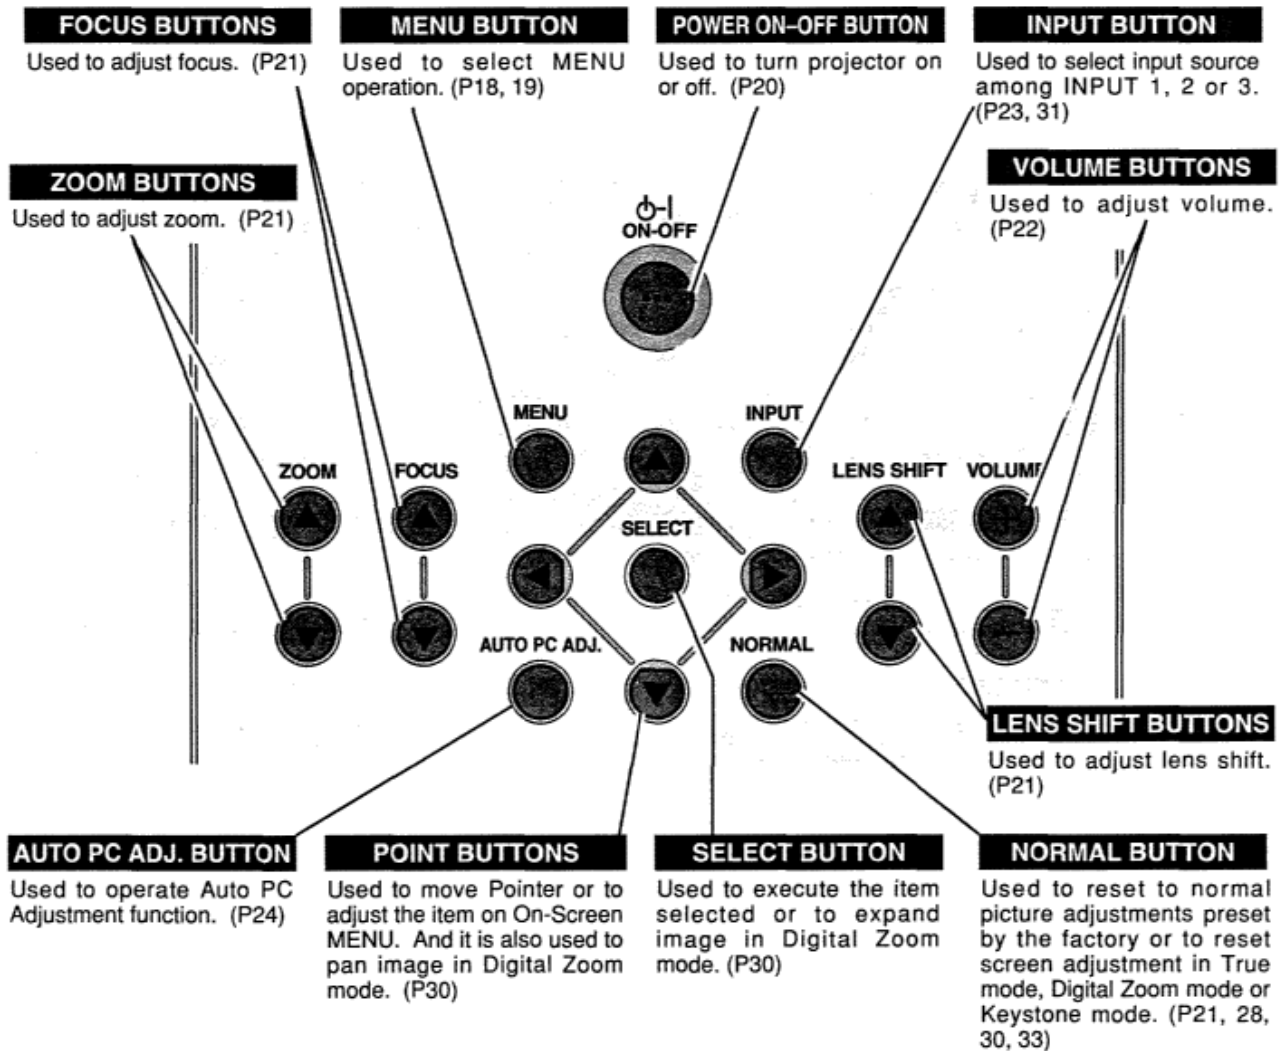 FOCUS BUTTONS
Used to adjust focus. (P21)
MENU BUTTON
Used to select MENU
operation. (P18, 19)
POWER ON–OFF BUTTON
Used to turn projector on
or off. (P20)
INPUT BUTTON
Used to select input source
among INPUT 1, 2 or 3.
(P23, 31)
ZOOM BUTTONS
Used to adjust zoom. (P21)
VOLUME BUTTONS
Used to adjust volume.
(P22)
ON-OFF
MENU
INPUT
ZOOM
FOCUS
LENS SHIFT
VOLUME
SELECT
AUTO PC ADJ.
NORMAL
LENS SHIFT BUTTONS
Used to adjust lens shift.
(P21)
AUTO PC ADJ. BUTTON
Used to operate Auto PC
Adjustment function. (P24)
POINT BUTTONS
Used to move Pointer or to
adjust the item on On-Screen
MENU. And it is also used to
pan image in Digital Zoom
mode. (P30)
SELECT BUTTON
Used to execute the item
selected or to expand
image in Digital Zoom
mode. (P30)
NORMAL BUTTON
Used to reset to normal
picture adjustments preset
by the factory or to reset
screen adjustment in True
mode, Digital Zoom mode or
Keystone mode. (P21, 28,
30, 33)